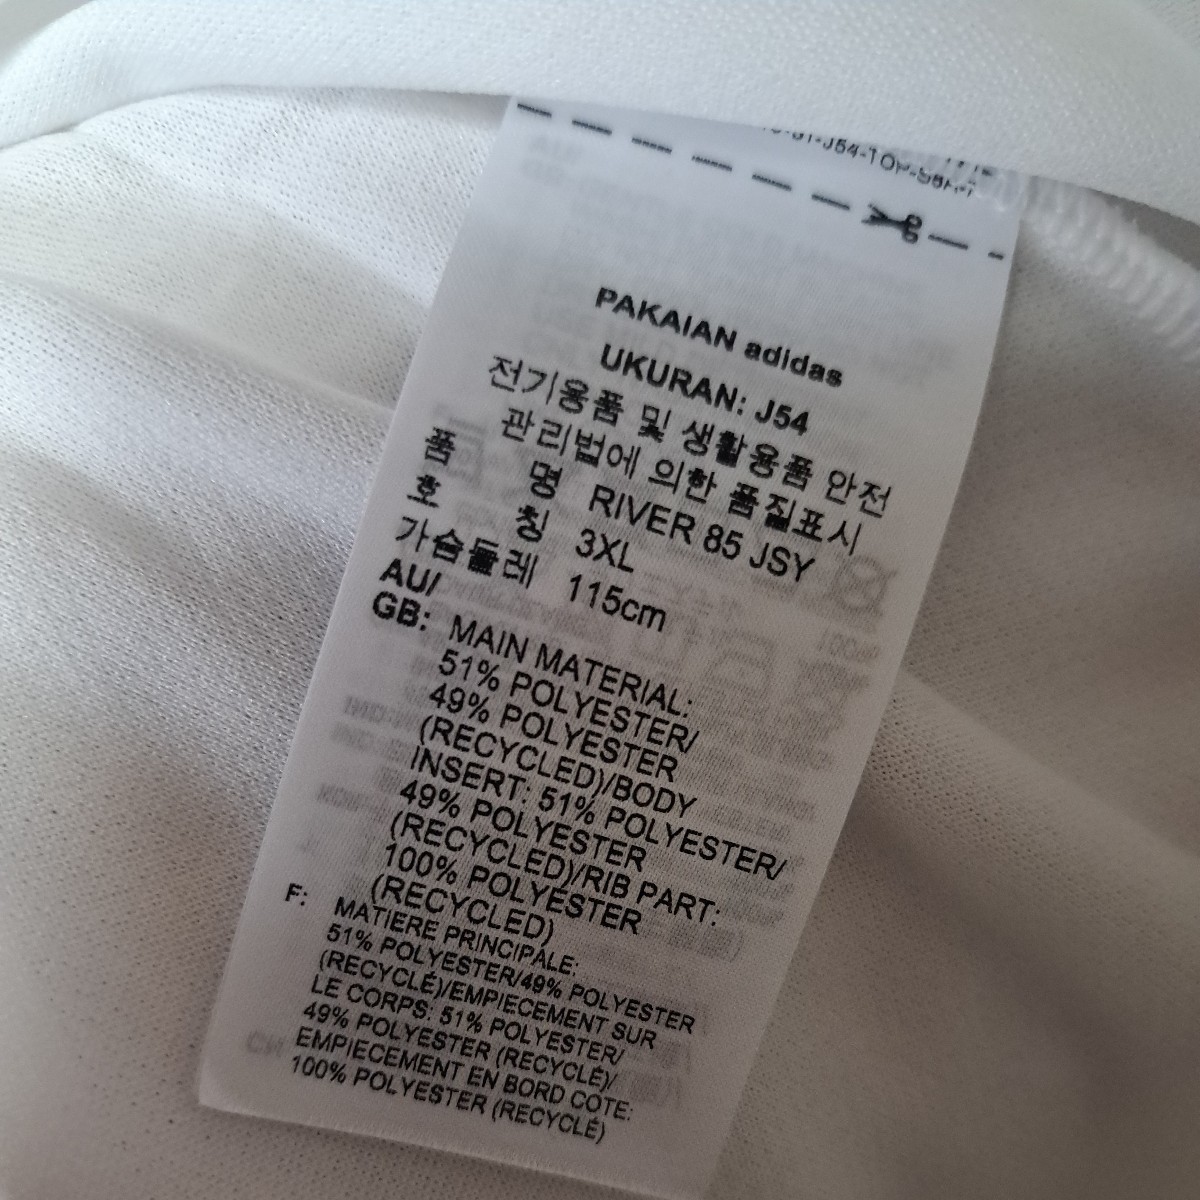 J54-TOP-
PAKAIAN adidas
UKURAN: J54
전기용품 및 생활용품 안전
관리법에 의한 품질표시
품 명 RIVER 85 JSY
호 칭 3XL
가슴둘레 115cm
AU/
GB: MAIN MATERIAL:
51% POLYESTER/
49% POLYESTER
(RECYCLED)/BODY
INSERT: 51% POLYESTER/
49% POLYESTER
(RECYCLED)/RIB PART:
100% POLYESTER
(RECYCLED)
F: MATIERE PRINCIPALE:
51% POLYESTER/49% POLYESTER
(RECYCLÉ)/EMPIECEMENT SUR
LE CORPS: 51% POLYESTER/
49% POLYESTER (RECYCLÉ)/
EMPIECEMENT EN BORD COTE:
100% POLYESTER (RECYCLÉ)